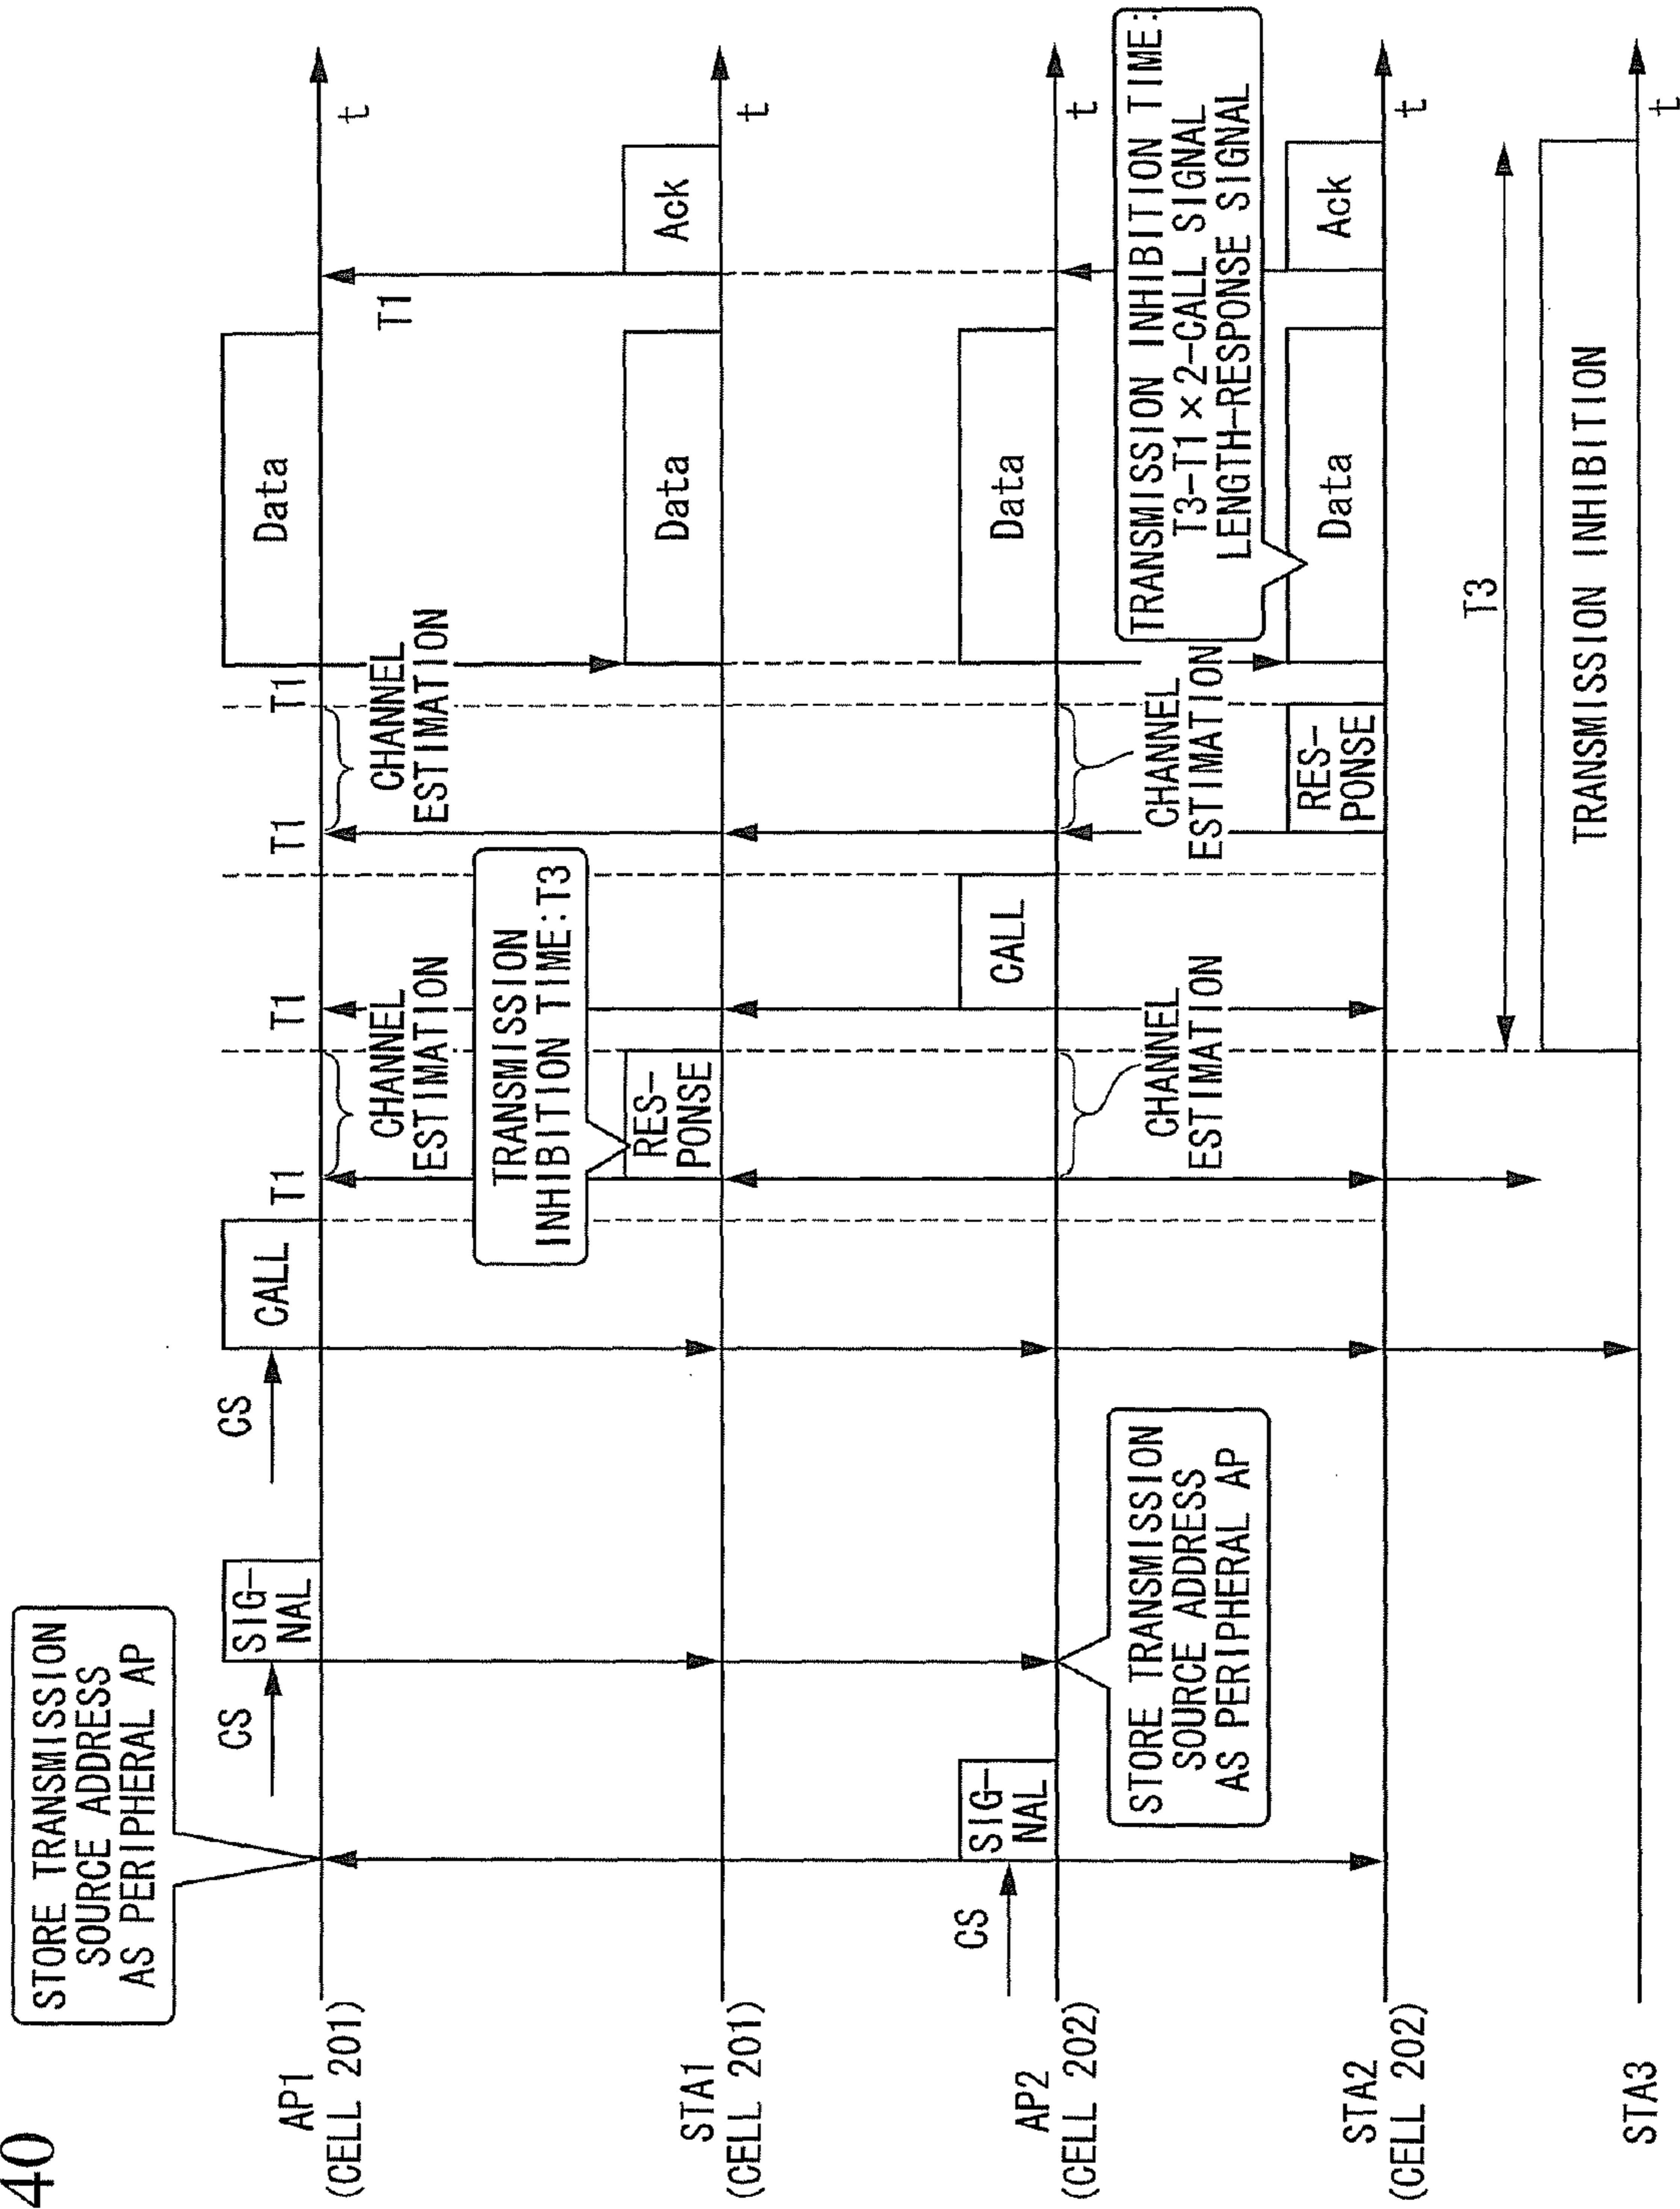 40
STORE TRANSMISSION
SOURCE ADDRESS
AS PERIPHERAL AP
CS
SIG-
NAL
CS
CALL
T1
T1
T1
T1
Data
AP1
(CELL 201)
t
CHANNEL
ESTIMATION
CHANNEL
ESTIMATION
T1
TRANSMISSION
INHIBITION TIME:T3
RES-
PONSE
Data
Ack
STA1
(CELL 201)
t
CS
SIG-
NAL
CALL
Data
AP2
(CELL 202)
t
STORE TRANSMISSION
SOURCE ADDRESS
AS PERIPHERAL AP
CHANNEL
ESTIMATION
CHANNEL
ESTIMATION
TRANSMISSION INHIBITION TIME:
T3-T1×2-CALL SIGNAL
LENGTH-RESPONSE SIGNAL
RES-
PONSE
Data
Ack
STA2
(CELL 202)
t
T3
TRANSMISSION INHIBITION
STA3
t